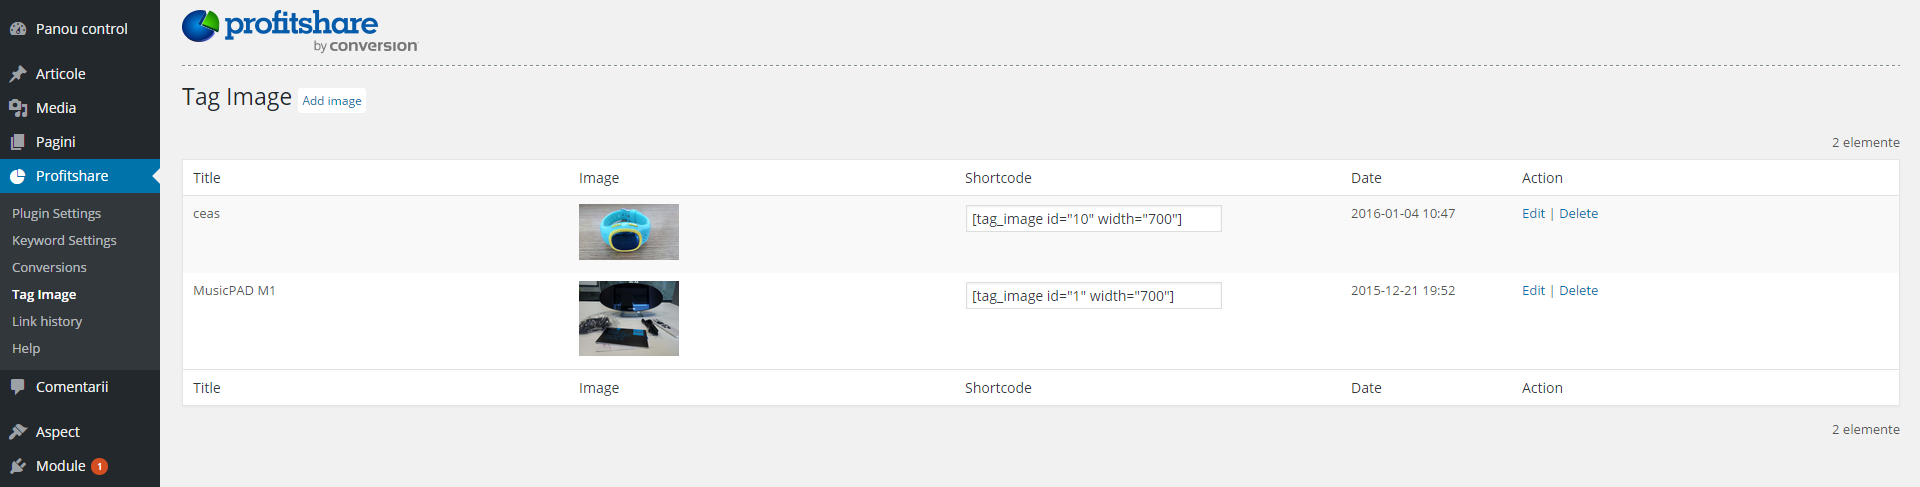 Panou control
Articole
Media
Pagini
Profitshare
Plugin Settings
Keyword Settings
Conversions
Tag Image
Link history
Help
Comentarii
Aspect
Module 1
profitshare
by conversion
Tag Image Add image
2 elemente
Title Image Shortcode Date Action
ceas [tag_image id="10" width="700"] 2016-01-04 10:47 Edit | Delete
MusicPAD M1 [tag_image id="1" width="700"] 2015-12-21 19:52 Edit | Delete
Title Image Shortcode Date Action
2 elemente